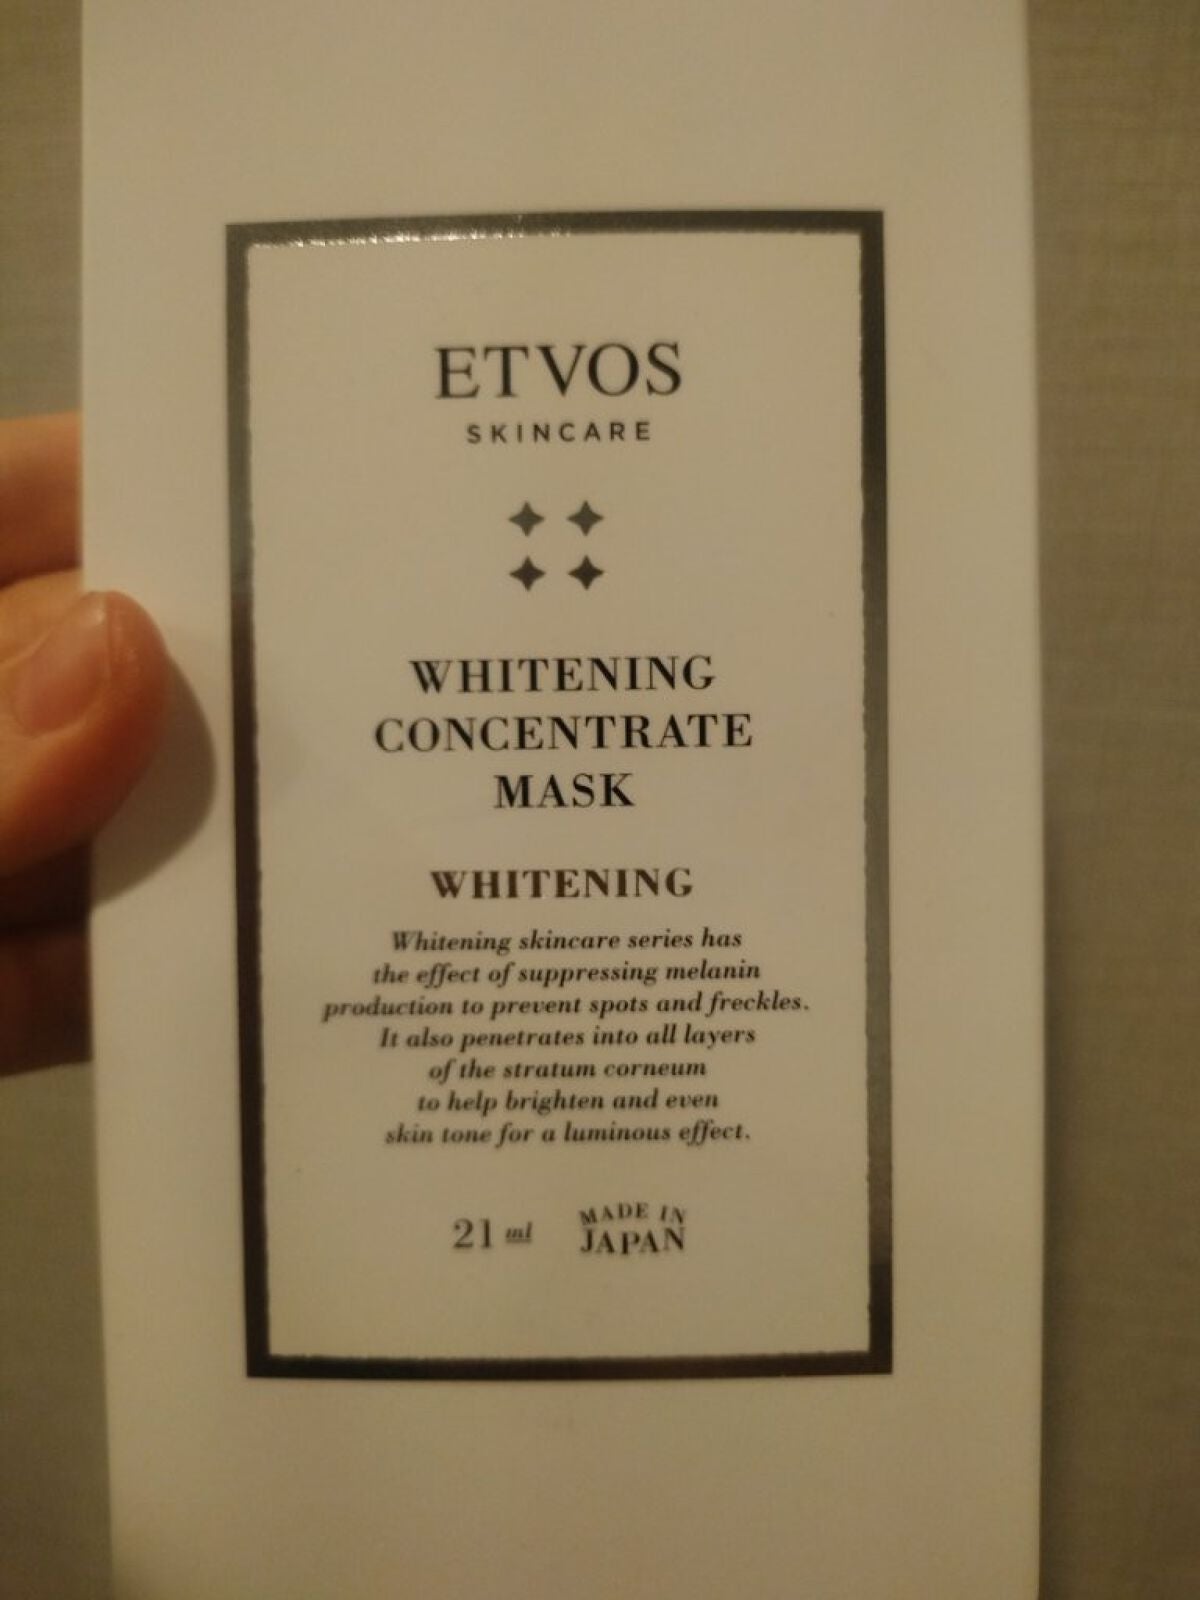 ETVOS
SKINCARE
WHITENING
CONCENTRATE
MASK
WHITENING
Whitening skincare series has
the effect of suppressing melanin
production to prevent spots and freckles.
It also penetrates into all layers
of the stratum corneum
to help brighten and even
skin tone for a luminous effect.
21 ml
MADE IN
JAPAN